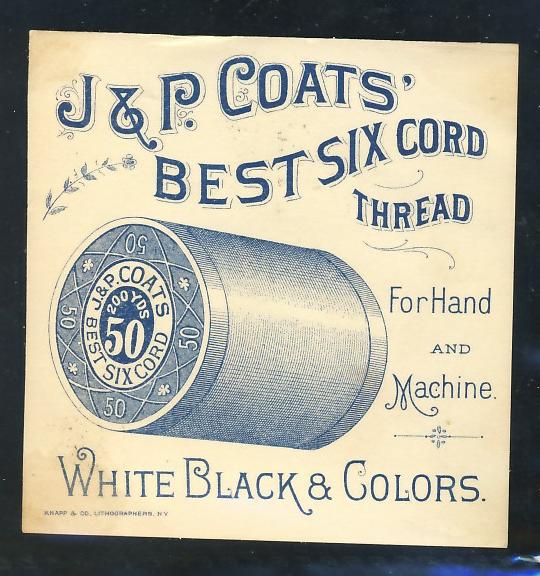 J & P. COATS'
BEST SIX CORD
THREAD
50
J. & P. COATS
200 YDS
50
BEST SIX CORD
50
50
50
For Hand
AND
Machine.
WHITE BLACK & COLORS.
KNAPP & CO. LITHOGRAPHERS, N.Y